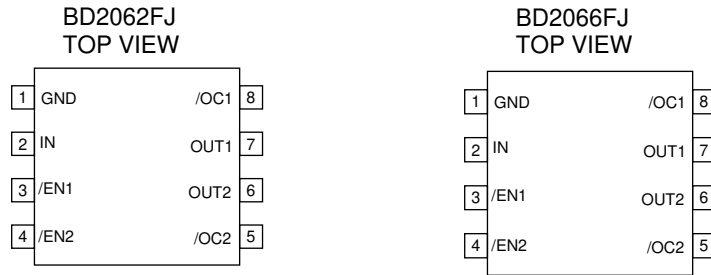 BD2062FJ
TOP VIEW
1 GND /OC1 8
2 IN OUT1 7
3 /EN1 OUT2 6
4 /EN2 /OC2 5
BD2066FJ
TOP VIEW
1 GND /OC1 8
2 IN OUT1 7
3 /EN1 OUT2 6
4 /EN2 /OC2 5